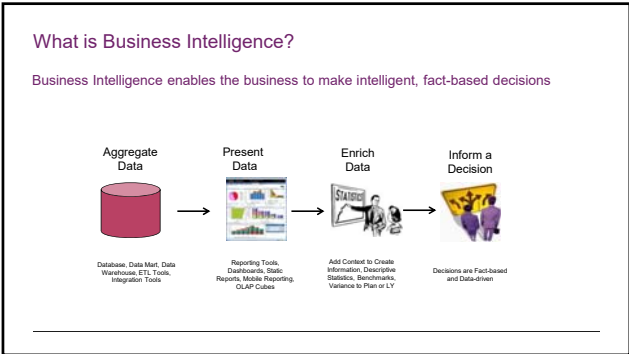 What is Business Intelligence?
Business Intelligence enables the business to make intelligent, fact-based decisions
Aggregate
Data
Present
Data
Enrich
Data
Inform a
Decision
STATISTICS
Database, Data Mart, Data
Warehouse, ETL Tools,
Integration Tools
Reporting Tools,
Dashboards, Static
Reports, Mobile Reporting,
OLAP Cubes
Add Context to Create
Information, Descriptive
Statistics, Benchmarks,
Variance to Plan or LY
Decisions are Fact-based
and Data-driven